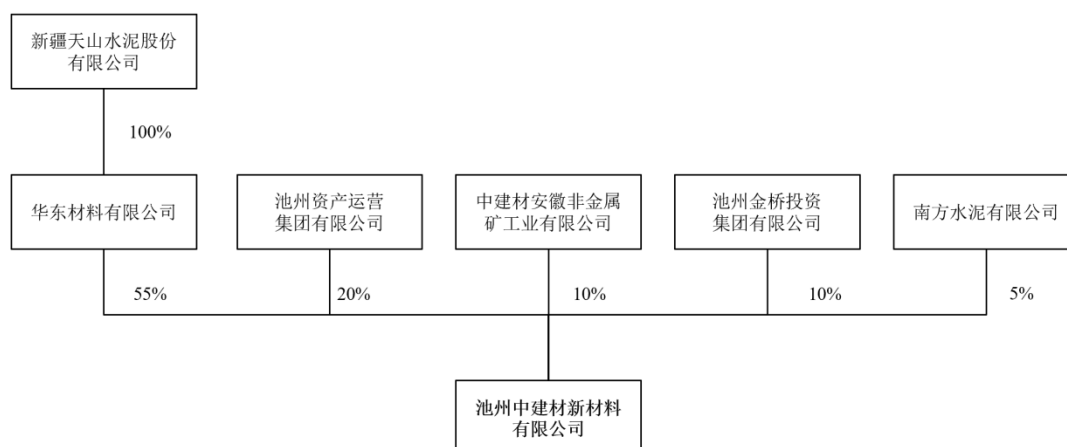 新疆天山水泥股份
有限公司
100%
华东材料有限公司
池州资产运营
集团有限公司
中建材安徽非金属
矿工业有限公司
池州金桥投资
集团有限公司
南方水泥有限公司
55%
20%
10%
10%
5%
池州中建材新材料
有限公司